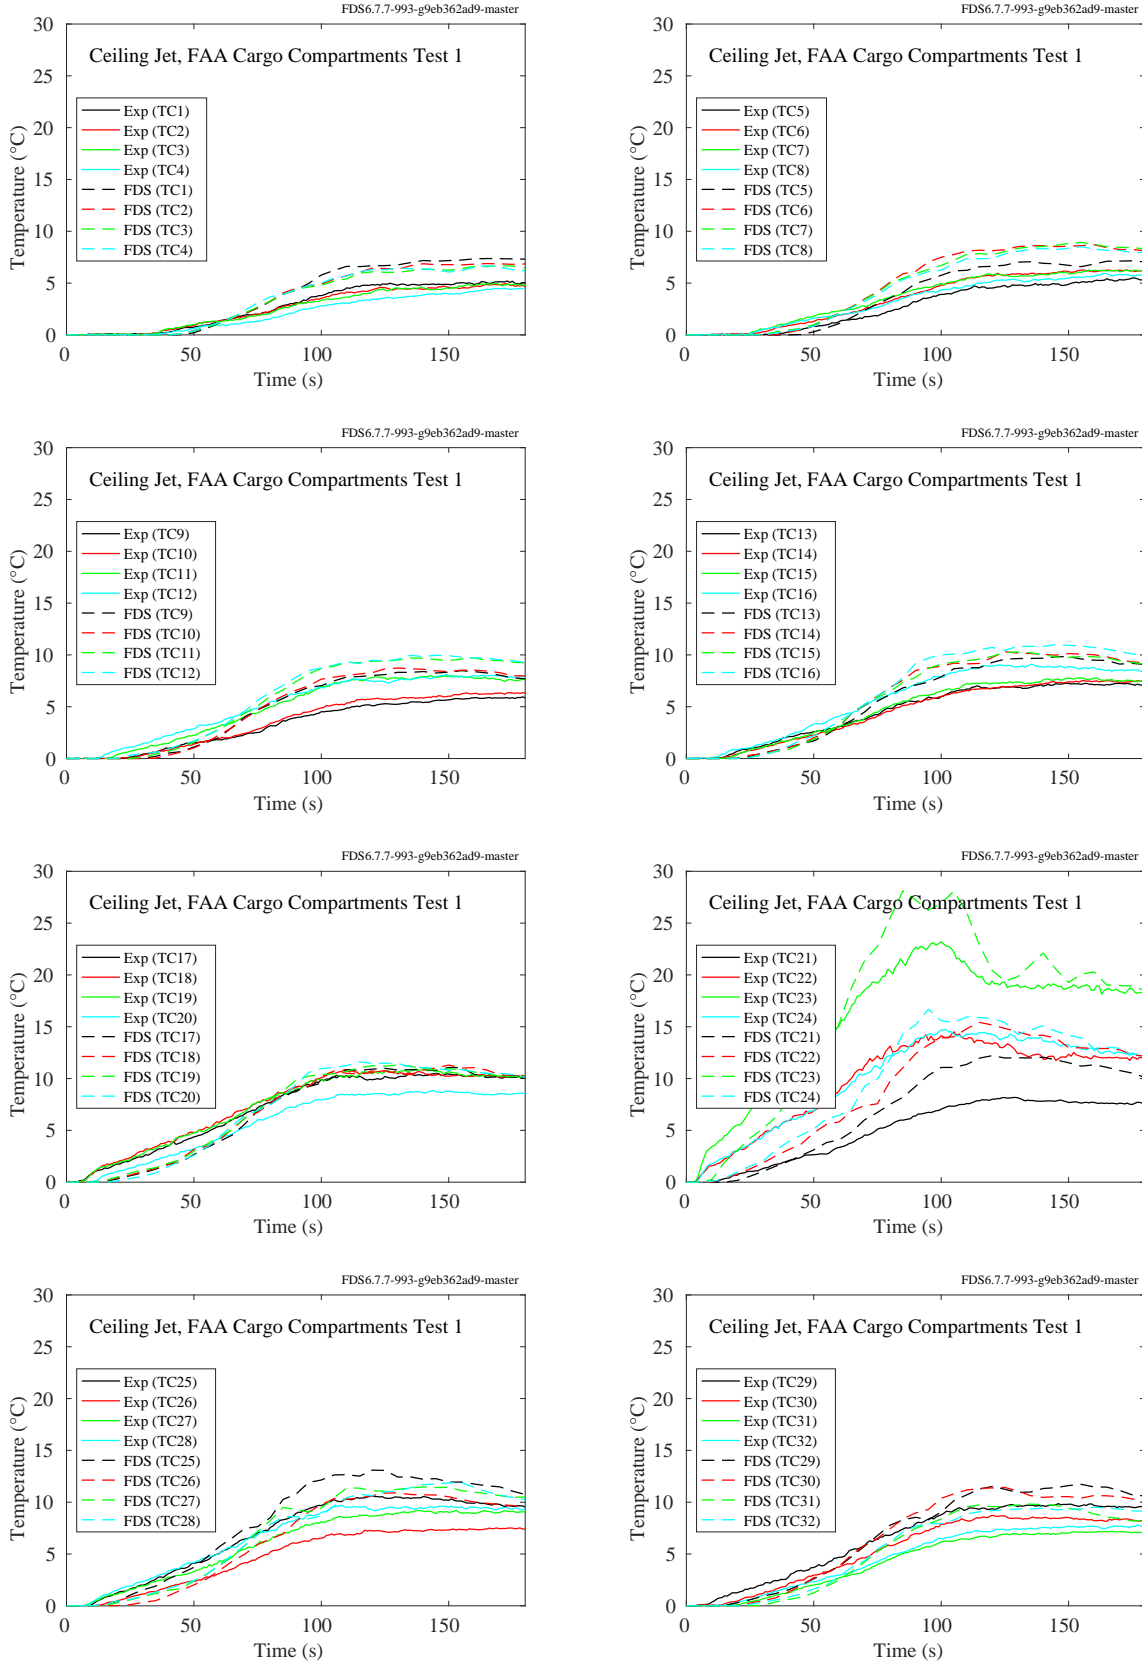 FDS6.7.7-993-g9eb362ad9-master
Ceiling Jet, FAA Cargo Compartments Test 1
30
25
20
15
10
5
0
Temperature (°C)
Exp (TC1)
Exp (TC2)
Exp (TC3)
Exp (TC4)
FDS (TC1)
FDS (TC2)
FDS (TC3)
FDS (TC4)
0 50 100 150
Time (s)
FDS6.7.7-993-g9eb362ad9-master
Ceiling Jet, FAA Cargo Compartments Test 1
30
25
20
15
10
5
0
Temperature (°C)
Exp (TC5)
Exp (TC6)
Exp (TC7)
Exp (TC8)
FDS (TC5)
FDS (TC6)
FDS (TC7)
FDS (TC8)
0 50 100 150
Time (s)
FDS6.7.7-993-g9eb362ad9-master
Ceiling Jet, FAA Cargo Compartments Test 1
30
25
20
15
10
5
0
Temperature (°C)
Exp (TC9)
Exp (TC10)
Exp (TC11)
Exp (TC12)
FDS (TC9)
FDS (TC10)
FDS (TC11)
FDS (TC12)
0 50 100 150
Time (s)
FDS6.7.7-993-g9eb362ad9-master
Ceiling Jet, FAA Cargo Compartments Test 1
30
25
20
15
10
5
0
Temperature (°C)
Exp (TC13)
Exp (TC14)
Exp (TC15)
Exp (TC16)
FDS (TC13)
FDS (TC14)
FDS (TC15)
FDS (TC16)
0 50 100 150
Time (s)
FDS6.7.7-993-g9eb362ad9-master
Ceiling Jet, FAA Cargo Compartments Test 1
30
25
20
15
10
5
0
Temperature (°C)
Exp (TC17)
Exp (TC18)
Exp (TC19)
Exp (TC20)
FDS (TC17)
FDS (TC18)
FDS (TC19)
FDS (TC20)
0 50 100 150
Time (s)
FDS6.7.7-993-g9eb362ad9-master
Ceiling Jet, FAA Cargo Compartments Test 1
30
25
20
15
10
5
0
Temperature (°C)
Exp (TC21)
Exp (TC22)
Exp (TC23)
Exp (TC24)
FDS (TC21)
FDS (TC22)
FDS (TC23)
FDS (TC24)
0 50 100 150
Time (s)
FDS6.7.7-993-g9eb362ad9-master
Ceiling Jet, FAA Cargo Compartments Test 1
30
25
20
15
10
5
0
Temperature (°C)
Exp (TC25)
Exp (TC26)
Exp (TC27)
Exp (TC28)
FDS (TC25)
FDS (TC26)
FDS (TC27)
FDS (TC28)
0 50 100 150
Time (s)
FDS6.7.7-993-g9eb362ad9-master
Ceiling Jet, FAA Cargo Compartments Test 1
30
25
20
15
10
5
0
Temperature (°C)
Exp (TC29)
Exp (TC30)
Exp (TC31)
Exp (TC32)
FDS (TC29)
FDS (TC30)
FDS (TC31)
FDS (TC32)
0 50 100 150
Time (s)